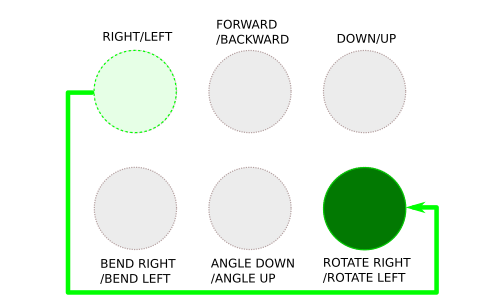 RIGHT/LEFT
FORWARD
/BACKWARD
DOWN/UP
BEND RIGHT
/BEND LEFT
ANGLE DOWN
/ANGLE UP
ROTATE RIGHT
/ROTATE LEFT